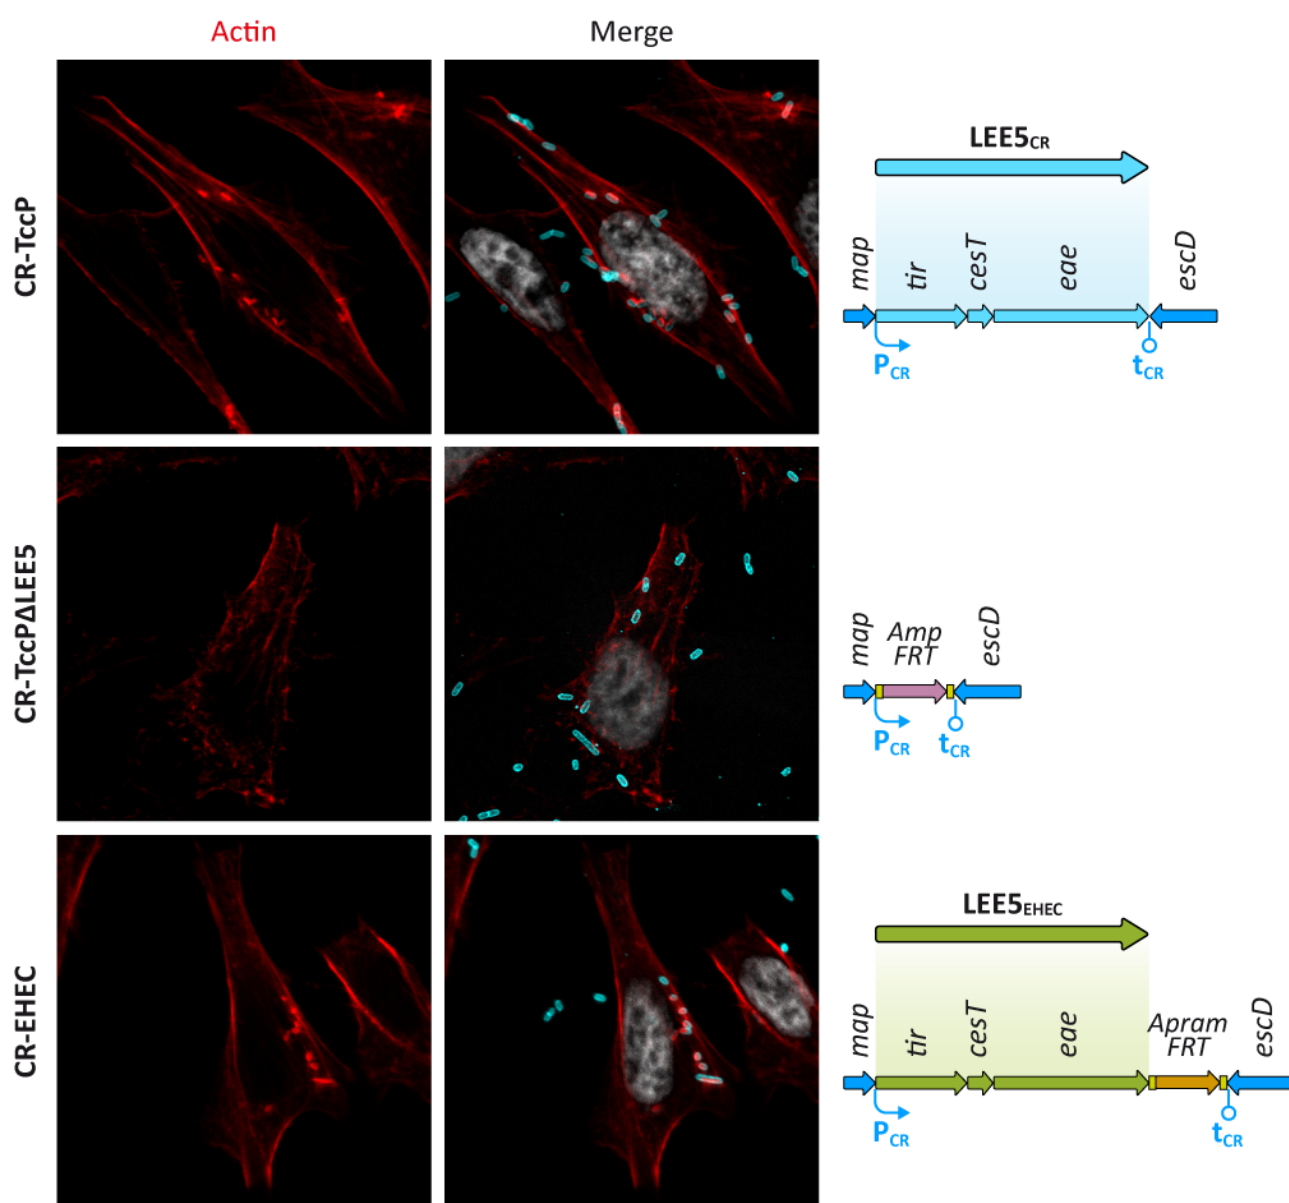 Actin
Merge
CR-TccP
LEE5CR
map
tir
cesT
eae
escD
PCR
tCR
CR-TccPΔLEE5
map
Amp
FRT
escD
PCR
tCR
CR-EHEC
LEE5EHEC
map
tir
cesT
eae
Apram
FRT
escD
PCR
tCR